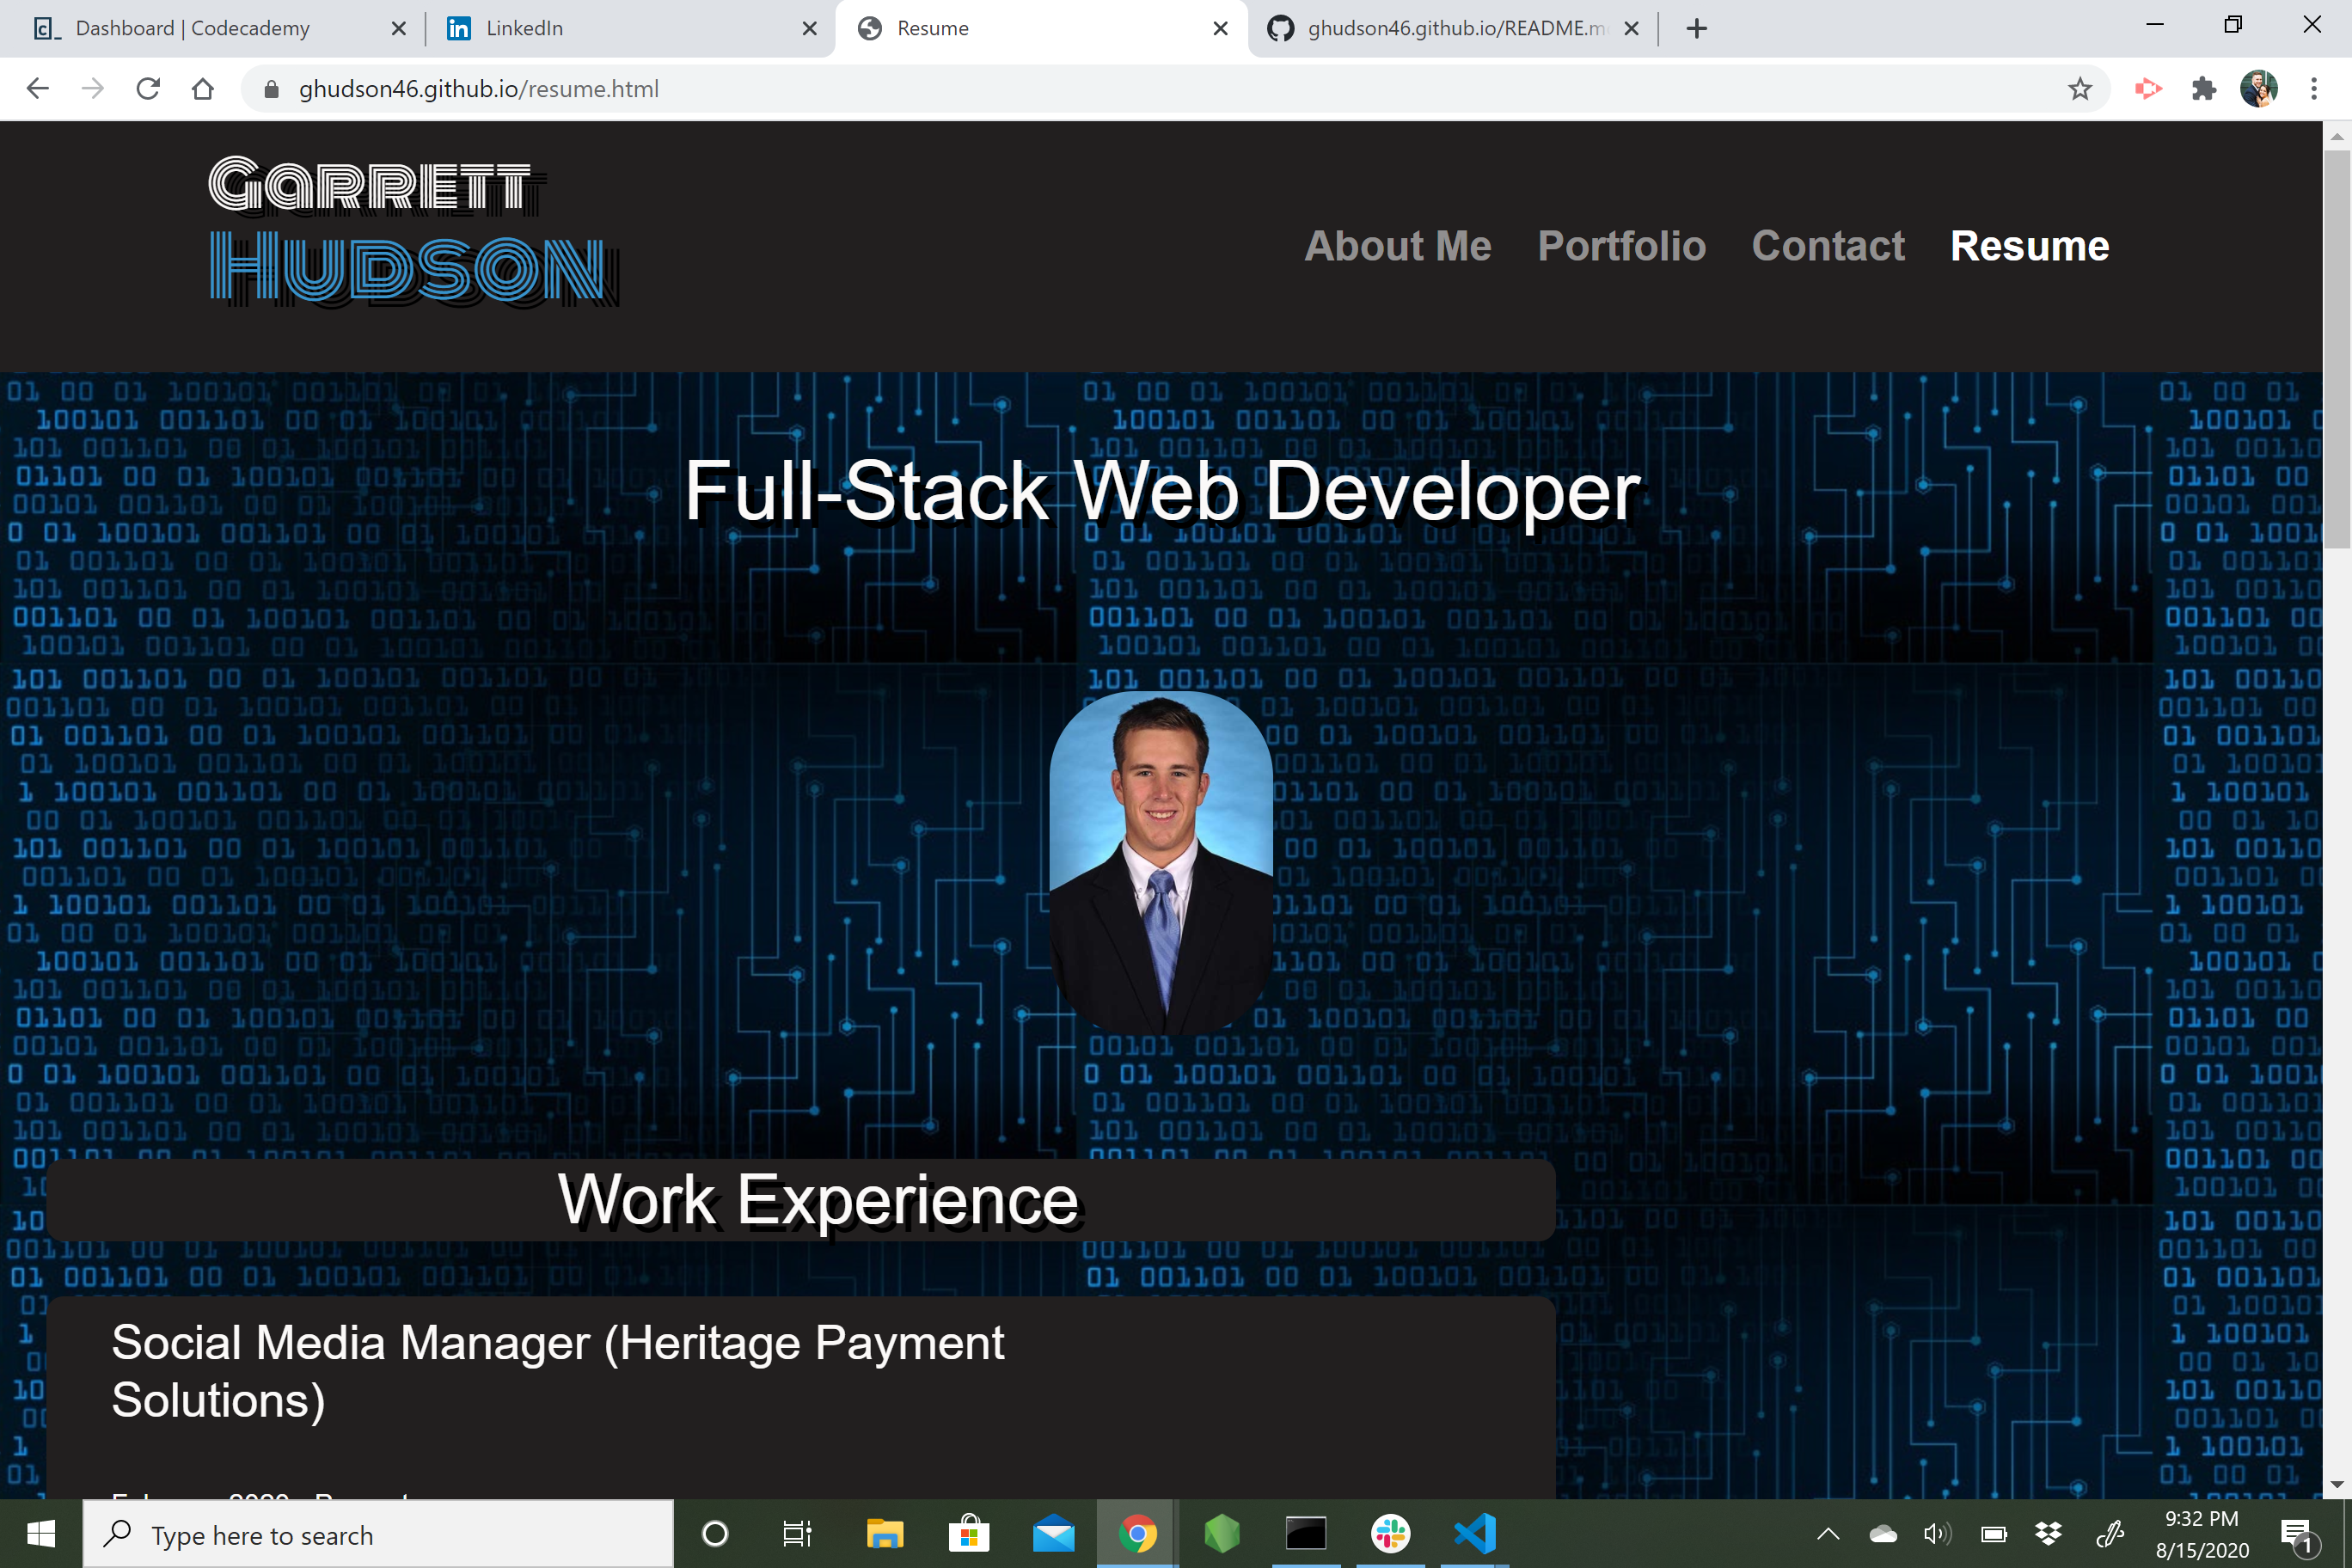 Dashboard | Codecademy
LinkedIn
Resume
ghudson46.github.io/README.m
ghudson46.github.io/resume.html
Garrett
Hudson
About Me Portfolio Contact Resume
Full-Stack Web Developer
Work Experience
Social Media Manager (Heritage Payment
Solutions)
Type here to search
9:32 PM
8/15/2020
1